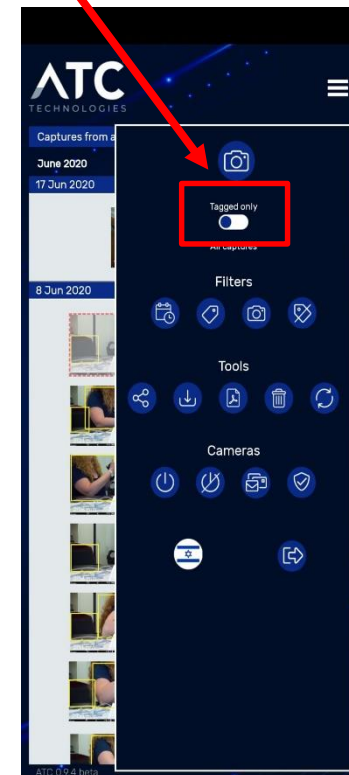 ATC
TECHNOLOGIES
Captures from a
June 2020
17 Jun 2020
Tagged only
All captures
8 Jun 2020
Filters
Tools
Cameras
ATC 0.9.4 beta